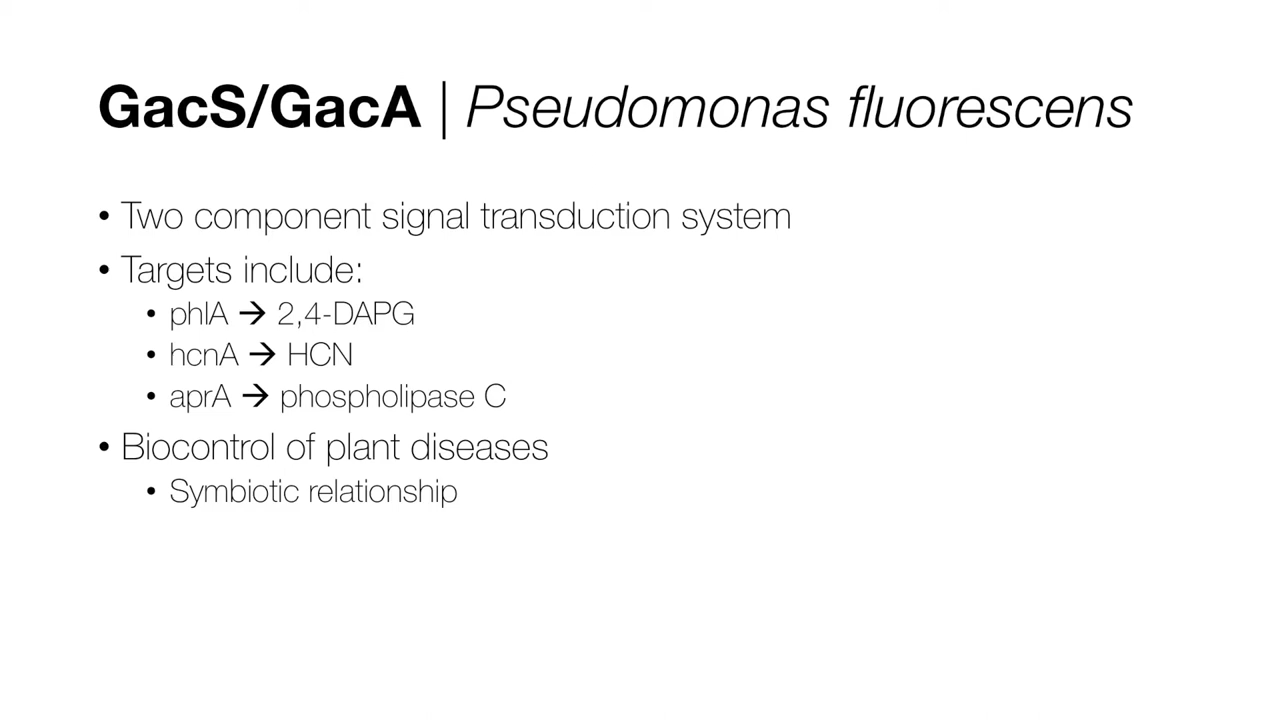 GacS/GacA | Pseudomonas fluorescens
• Two component signal transduction system
• Targets include:
• phlA → 2,4-DAPG
• hcnA → HCN
• aprA → phospholipase C
• Biocontrol of plant diseases
• Symbiotic relationship